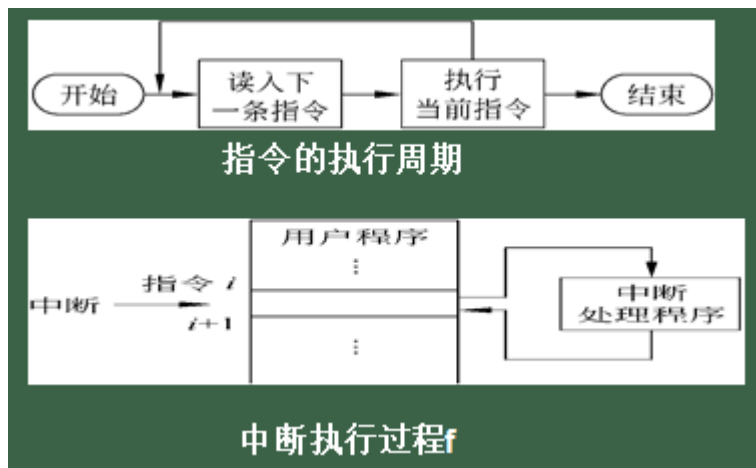 开始
读入下
一条指令
执行
当前指令
结束
指令的执行周期
用户程序
⋮
中断
指令 i
i+1
⋮
中断
处理程序
中断执行过程f